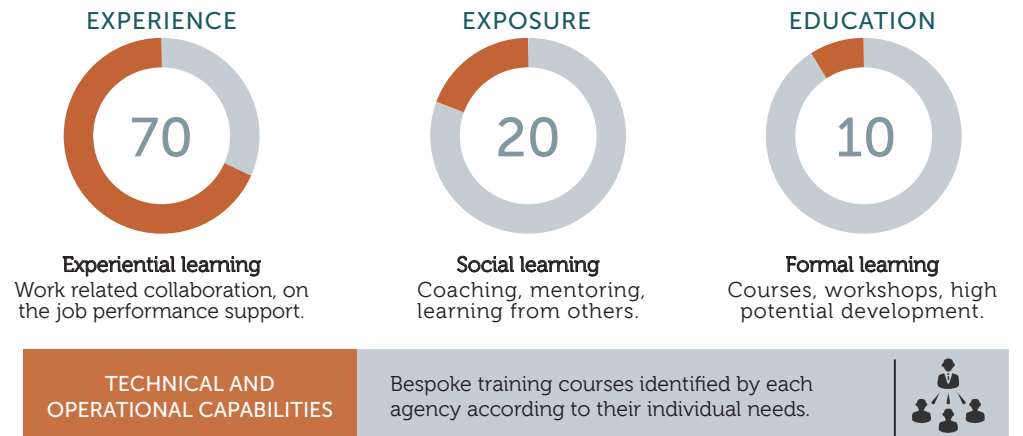 EXPERIENCE
70
Experiential learning
Work related collaboration, on
the job performance support.
EXPOSURE
20
Social learning
Coaching, mentoring,
learning from others.
EDUCATION
10
Formal learning
Courses, workshops, high
potential development.
TECHNICAL AND
OPERATIONAL CAPABILITIES
Bespoke training courses identified by each
agency according to their individual needs.